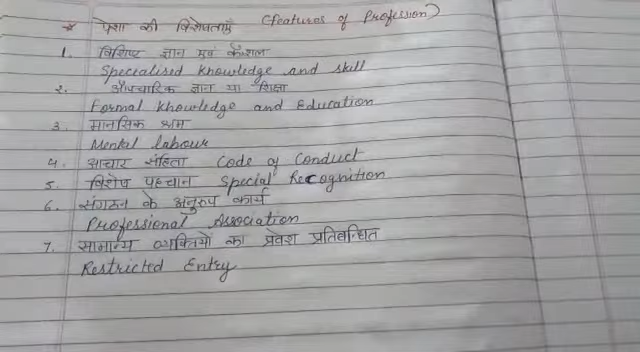 * पेशा की विशेषताएँ (Features of Profession)
1. विशिष्ट ज्ञान एवं कौशल
Specialised knowledge and skill
2. औपचारिक ज्ञान या शिक्षा
Formal knowledge and Education
3. मानसिक श्रम
Mental labour
4. आचार संहिता Code of Conduct
5. विशेष पहचान Special Recognition
6. संगठन के अनुरूप कार्य
Professional Association
7. सामान्य व्यक्तियों का प्रवेश प्रतिबन्धित
Restricted Entry